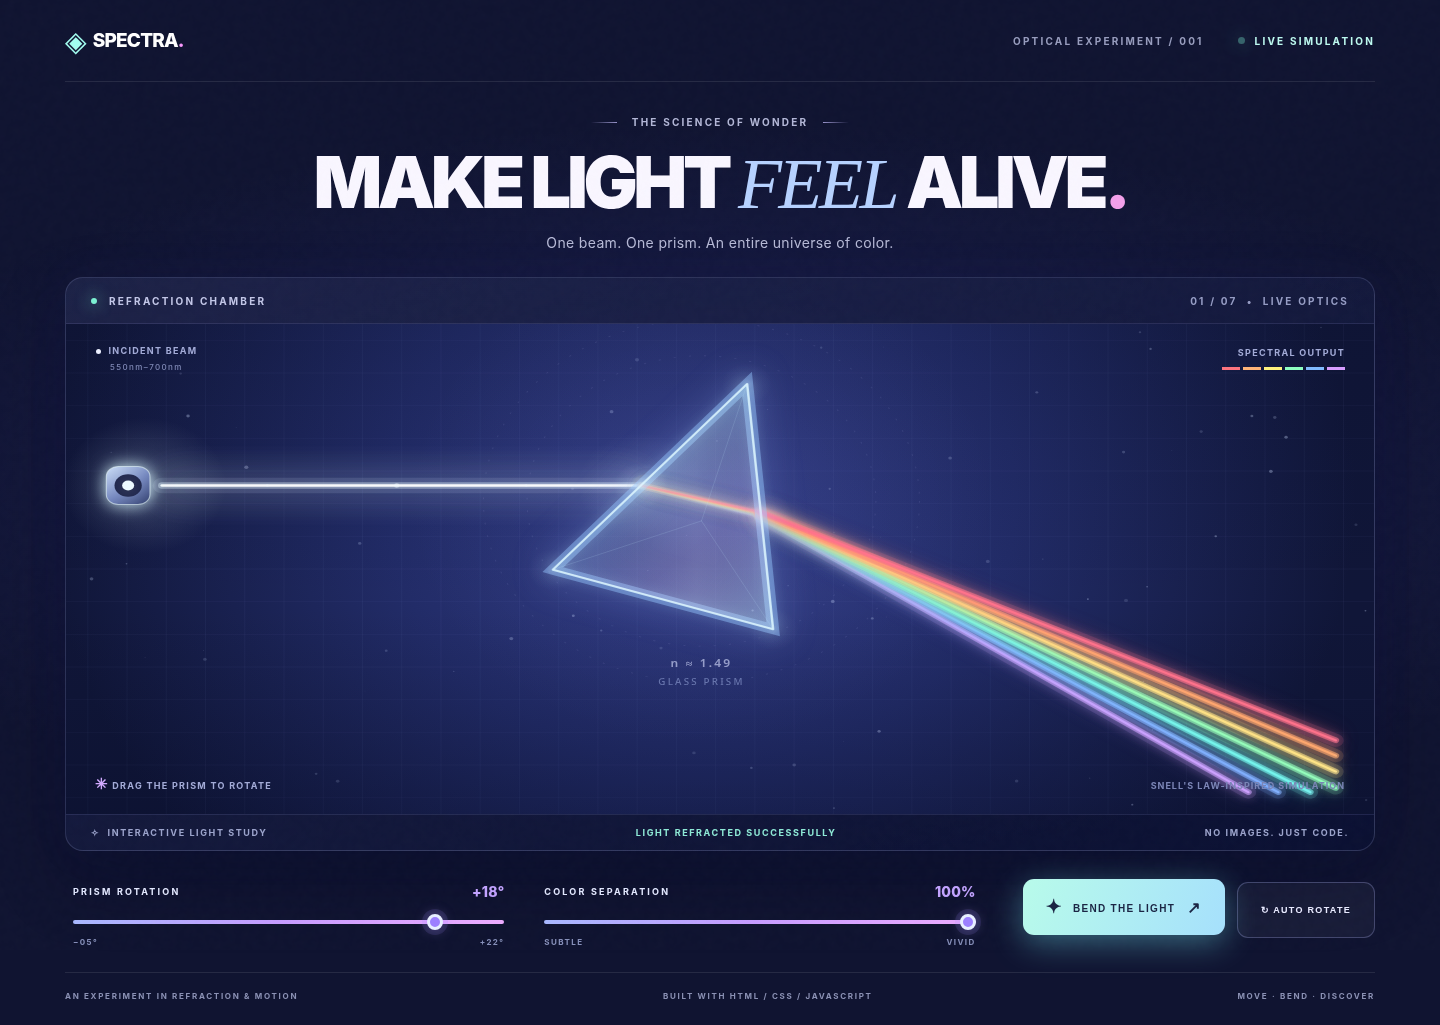 SPECTRA.
OPTICAL EXPERIMENT / 001
LIVE SIMULATION
THE SCIENCE OF WONDER
MAKE LIGHT FEEL ALIVE.
One beam. One prism. An entire universe of color.
REFRACTION CHAMBER
01 / 07 • LIVE OPTICS
INCIDENT BEAM
550nm–700nm
SPECTRAL OUTPUT
n ≈ 1.49
GLASS PRISM
DRAG THE PRISM TO ROTATE
SNELL'S LAW-INSPIRED SIMULATION
INTERACTIVE LIGHT STUDY
LIGHT REFRACTED SUCCESSFULLY
NO IMAGES. JUST CODE.
PRISM ROTATION
+18°
−05°
+22°
COLOR SEPARATION
100%
SUBTLE
VIVID
BEND THE LIGHT ↗
↻ AUTO ROTATE
AN EXPERIMENT IN REFRACTION & MOTION
BUILT WITH HTML / CSS / JAVASCRIPT
MOVE · BEND · DISCOVER